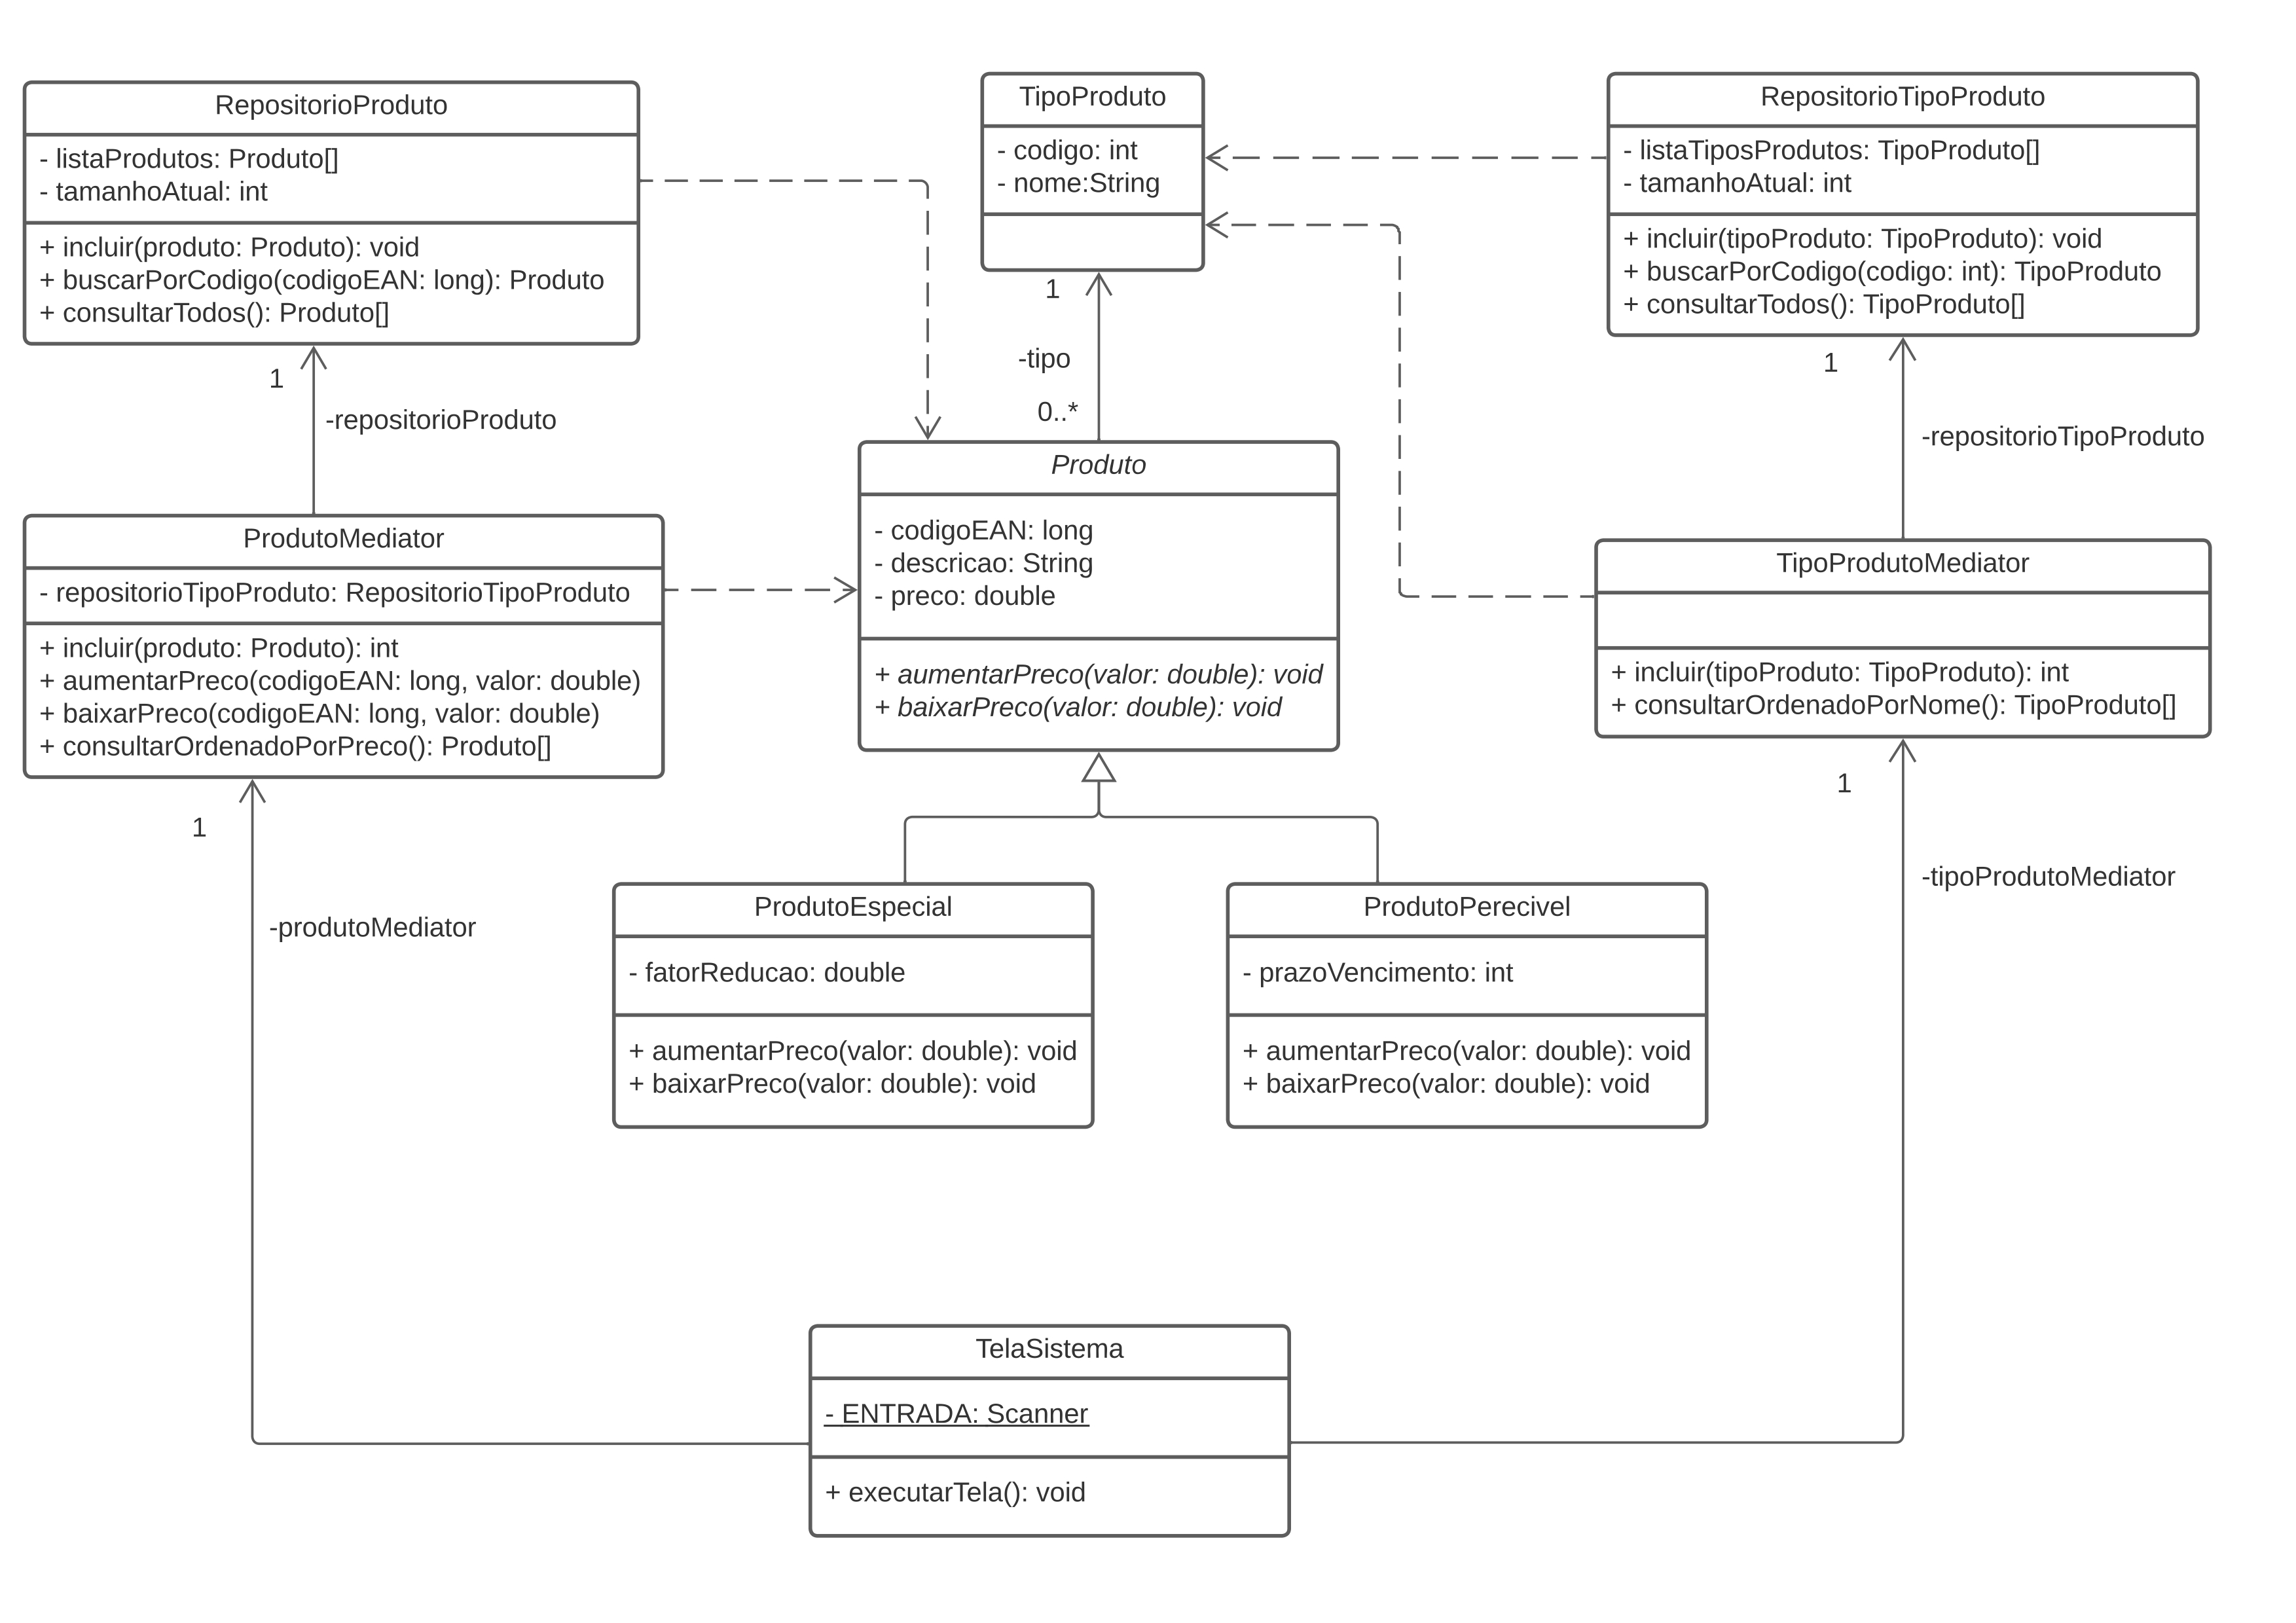 RepositorioProduto
- listaProdutos: Produto[]
- tamanhoAtual: int
+ incluir(produto: Produto): void
+ buscarPorCodigo(codigoEAN: long): Produto
+ consultarTodos(): Produto[]
TipoProduto
- codigo: int
- nome:String
RepositorioTipoProduto
- listaTiposProdutos: TipoProduto[]
- tamanhoAtual: int
+ incluir(tipoProduto: TipoProduto): void
+ buscarPorCodigo(codigo: int): TipoProduto
+ consultarTodos(): TipoProduto[]
1
-repositorioProduto
1
-tipo
0..*
1
-repositorioTipoProduto
ProdutoMediator
- repositorioTipoProduto: RepositorioTipoProduto
+ incluir(produto: Produto): int
+ aumentarPreco(codigoEAN: long, valor: double)
+ baixarPreco(codigoEAN: long, valor: double)
+ consultarOrdenadoPorPreco(): Produto[]
Produto
- codigoEAN: long
- descricao: String
- preco: double
+ aumentarPreco(valor: double): void
+ baixarPreco(valor: double): void
TipoProdutoMediator
+ incluir(tipoProduto: TipoProduto): int
+ consultarOrdenadoPorNome(): TipoProduto[]
1
-produtoMediator
1
-tipoProdutoMediator
ProdutoEspecial
- fatorReducao: double
+ aumentarPreco(valor: double): void
+ baixarPreco(valor: double): void
ProdutoPerecivel
- prazoVencimento: int
+ aumentarPreco(valor: double): void
+ baixarPreco(valor: double): void
TelaSistema
- ENTRADA: Scanner
+ executarTela(): void